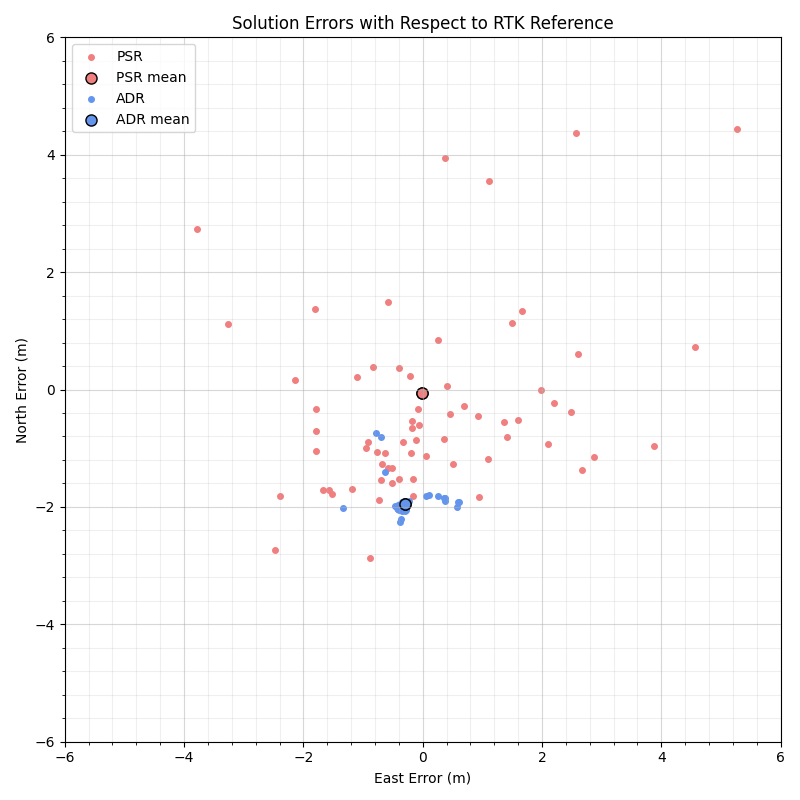 Solution Errors with Respect to RTK Reference
PSR
PSR mean
ADR
ADR mean
6
4
2
0
−2
−4
−6
North Error (m)
−6 −4 −2 0 2 4 6
East Error (m)